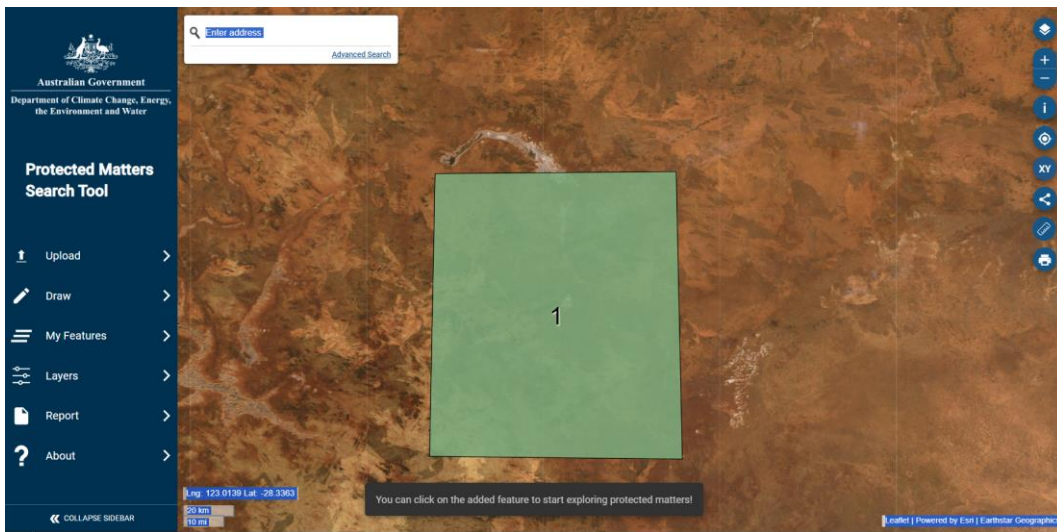 Australian Government
Department of Climate Change, Energy,
the Environment and Water
Protected Matters
Search Tool
Upload
Draw
My Features
Layers
Report
? About
COLLAPSE SIDEBAR
Enter address
Advanced Search
1
+
−
i
XY
Lng: 123.0139 Lat: -28.3363
20 km
10 mi
You can click on the added feature to start exploring protected matters!
Leaflet | Powered by Esri | Earthstar Geographic